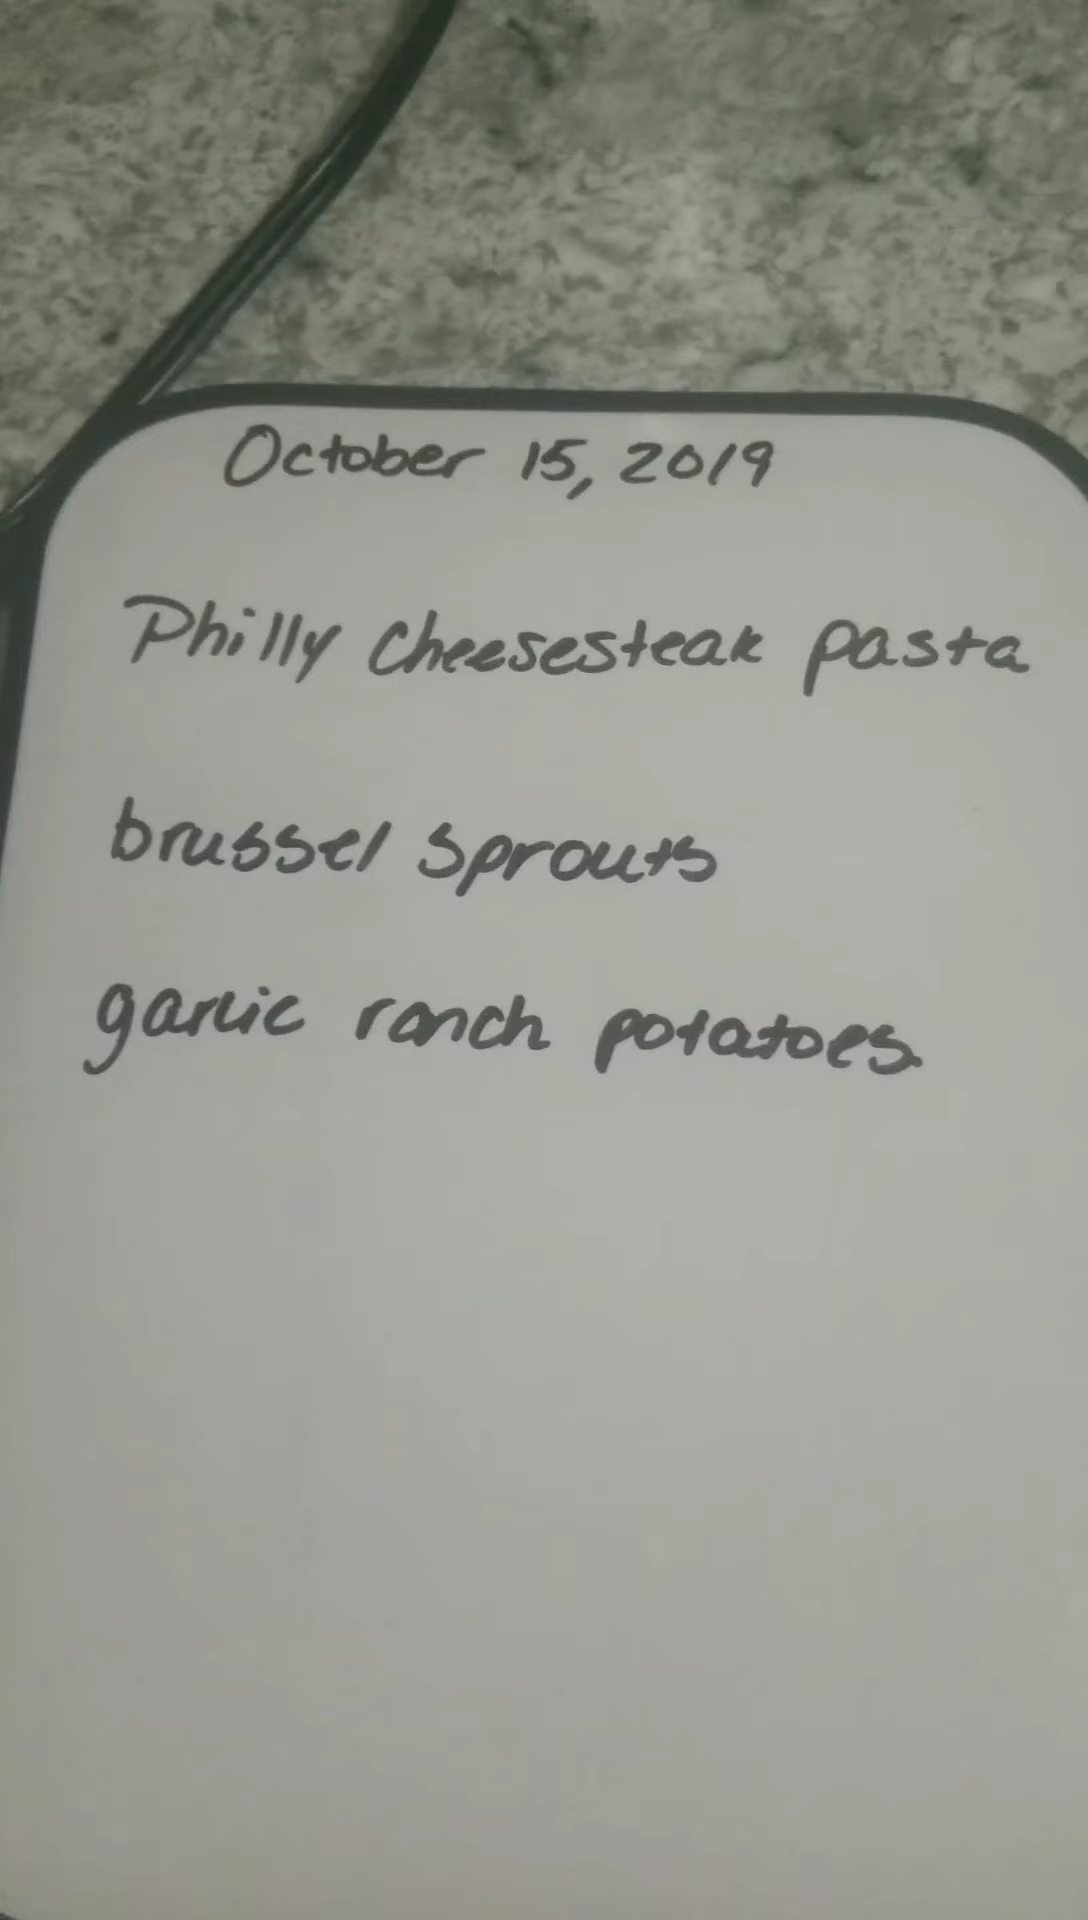 October 15, 2019
Philly Cheesesteak pasta
brussel sprouts
garlic ranch potatoes